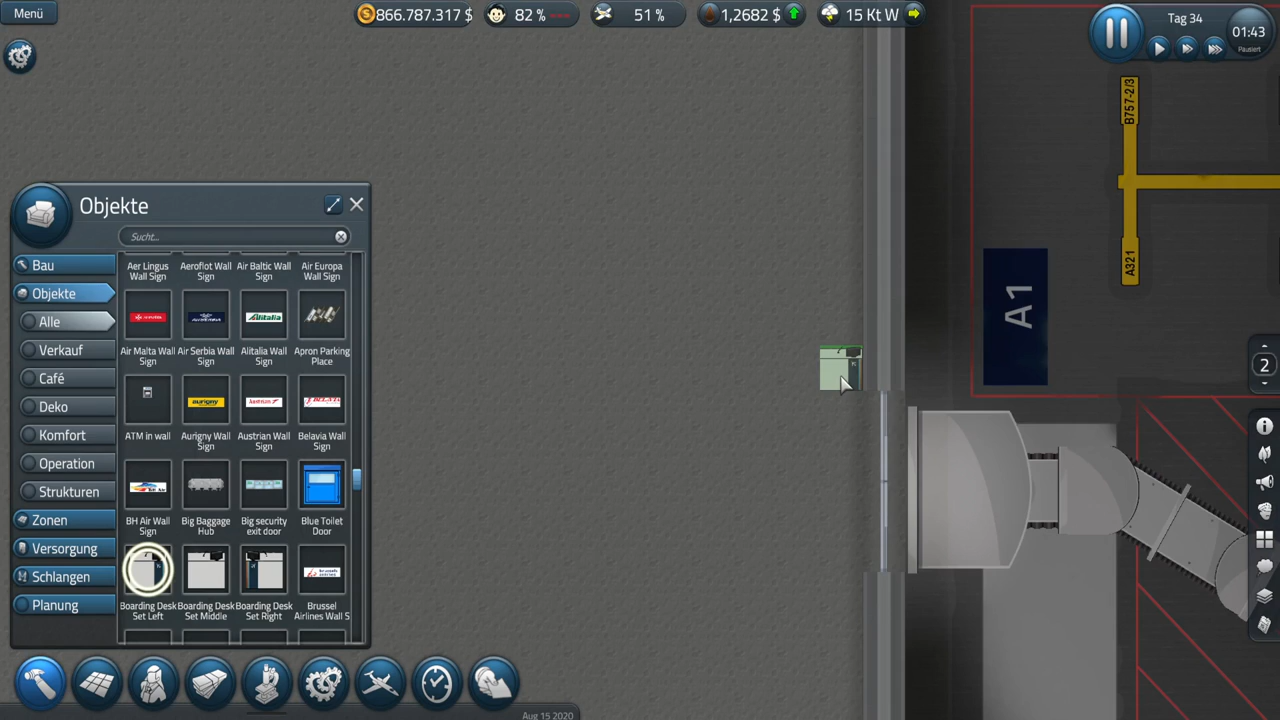 Menü
866.787.317 $
82 %
51 %
1,2682 $
15 Kt W
Tag 34
01:43
Pausiert
B757-2/3
A321
A1
2
Objekte
Sucht...
Bau
Objekte
Alle
Verkauf
Café
Deko
Komfort
Operation
Strukturen
Zonen
Versorgung
Schlangen
Planung
Aer Lingus Wall Sign
Aeroflot Wall Sign
Air Baltic Wall Sign
Air Europa Wall Sign
Alitalia
Air Malta Wall Sign
Air Serbia Wall Sign
Alitalia Wall Sign
Apron Parking Place
aurigny
Austrian
BELAVIA
ATM in wall
Aurigny Wall Sign
Austrian Wall Sign
Belavia Wall Sign
BH Air Wall Sign
Big Baggage Hub
Big security exit door
Blue Toilet Door
Boarding Desk Set Left
Boarding Desk Set Middle
Boarding Desk Set Right
Brussel Airlines Wall S
Aug 15 2020